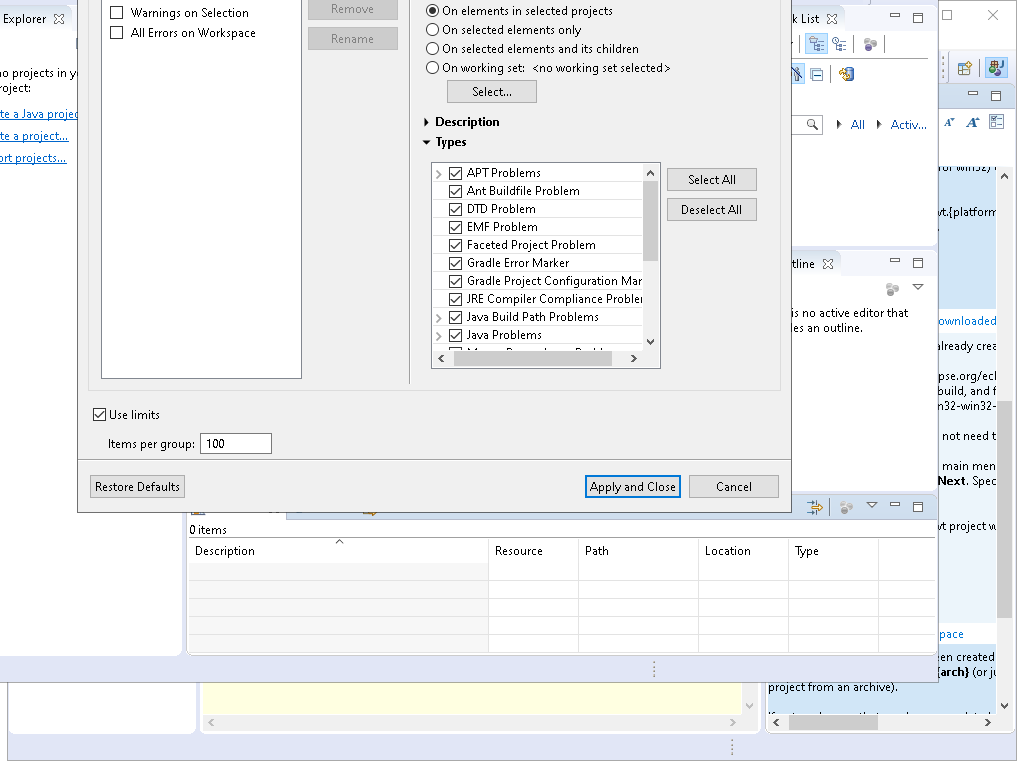 Explorer
Warnings on Selection
All Errors on Workspace
Remove
Rename
On elements in selected projects
On selected elements only
On selected elements and its children
On working set: <no working set selected>
Select...
Description
Types
APT Problems
Ant Buildfile Problem
DTD Problem
EMF Problem
Faceted Project Problem
Gradle Error Marker
Gradle Project Configuration Mar
JRE Compiler Compliance Probler
Java Build Path Problems
Java Problems
Select All
Deselect All
Use limits
Items per group: 100
Restore Defaults
Apply and Close
Cancel
no projects in y
roject:
te a Java projec
te a project...
ort projects...
k List
All
Activ...
tline
is no active editor that
es an outline.
0 items
Description
Resource
Path
Location
Type
vt.{platform
ownloaded
already crea
pse.org/ecl
build, and f
n32-win32-
not need t
main men
Next. Spec
vt project w
pace
een created
{arch} (or ju
project from an archive).